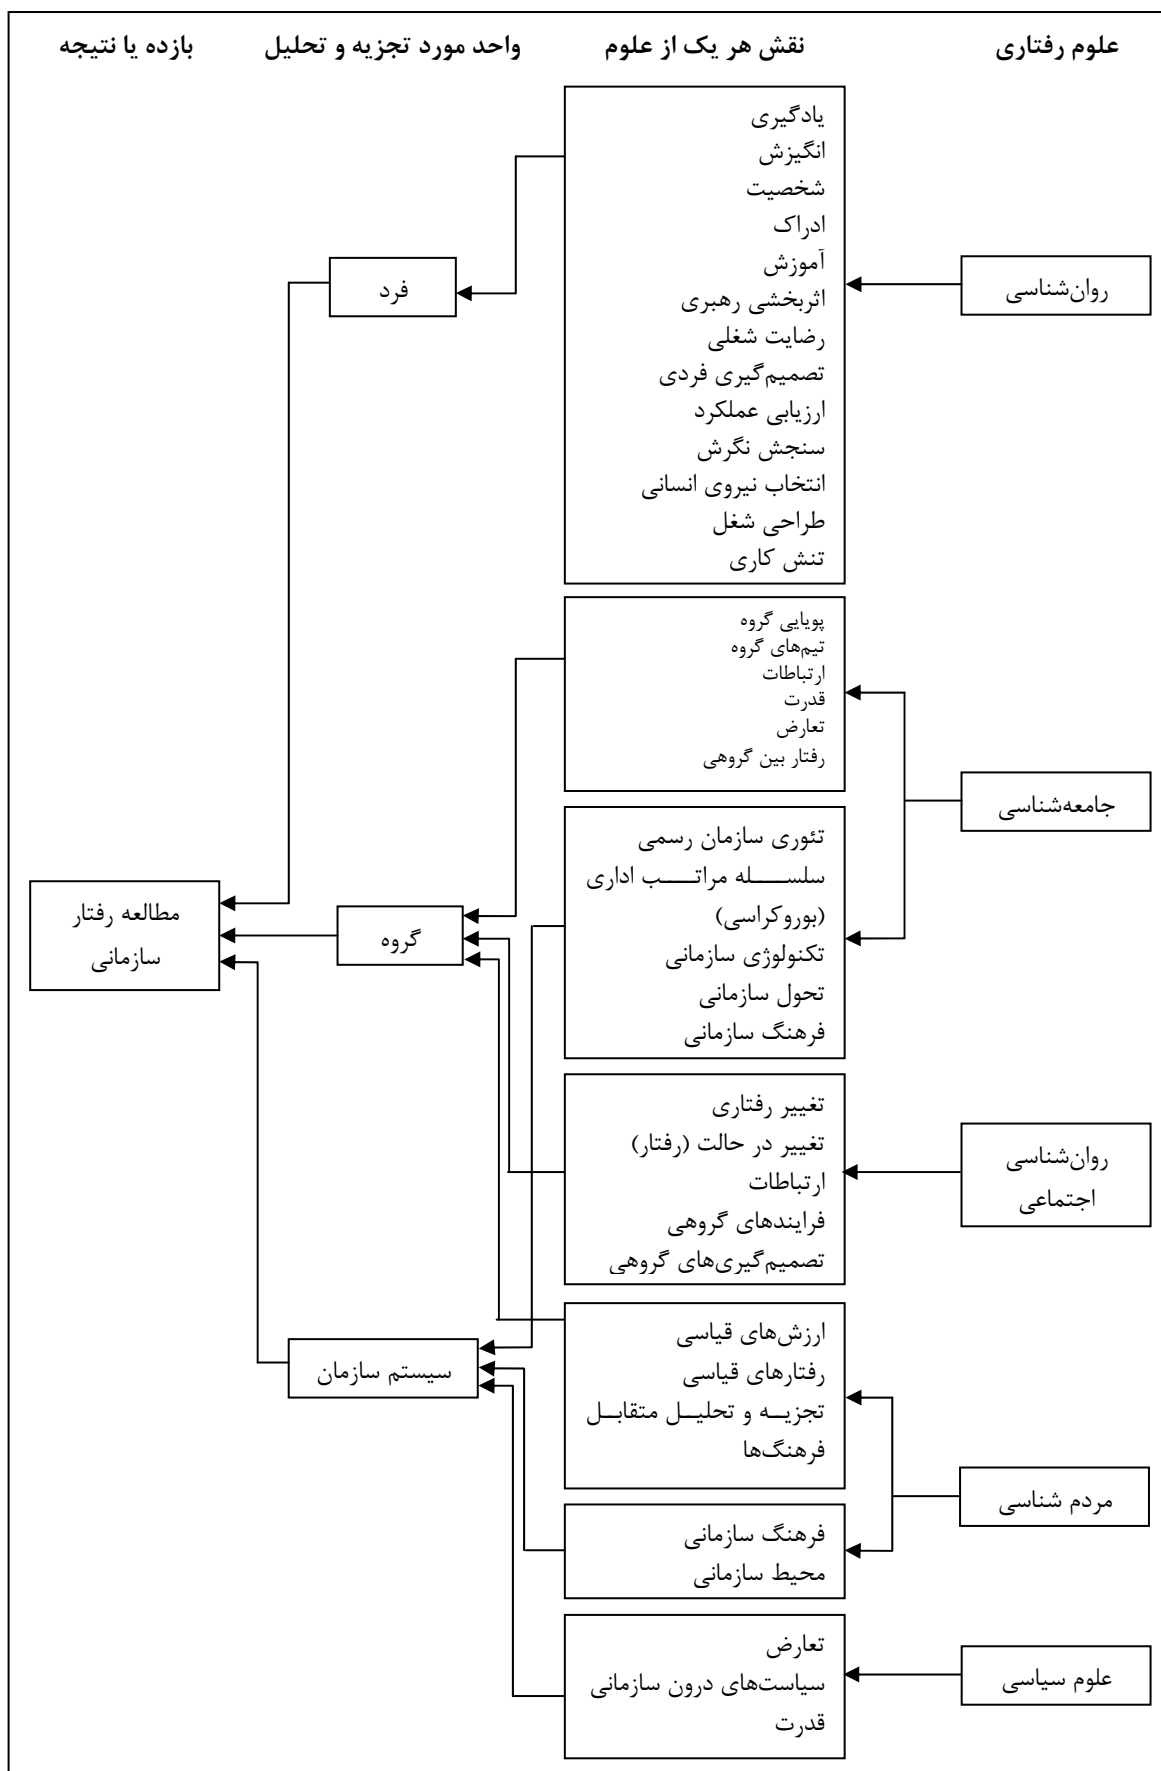 علوم رفتاری
نقش هر یک از علوم
واحد مورد تجزیه و تحلیل
بازده یا نتیجه
روان‌شناسی
یادگیری
انگیزش
شخصیت
ادراک
آموزش
اثربخشی رهبری
رضایت شغلی
تصمیم‌گیری فردی
ارزیابی عملکرد
سنجش نگرش
انتخاب نیروی انسانی
طراحی شغل
تنش کاری
فرد
جامعه‌شناسی
پویایی گروه
تیم‌های گروه
ارتباطات
قدرت
تعارض
رفتار بین گروهی
تئوری سازمان رسمی
سلسله مراتب اداری
(بوروکراسی)
تکنولوژی سازمانی
تحول سازمانی
فرهنگ سازمانی
گروه
مطالعه رفتار
سازمانی
روان‌شناسی
اجتماعی
تغییر رفتاری
تغییر در حالت (رفتار)
ارتباطات
فرایندهای گروهی
تصمیم‌گیری‌های گروهی
مردم شناسی
ارزش‌های قیاسی
رفتارهای قیاسی
تجزیه و تحلیل متقابل
فرهنگ‌ها
فرهنگ سازمانی
محیط سازمانی
سیستم سازمان
علوم سیاسی
تعارض
سیاست‌های درون سازمانی
قدرت